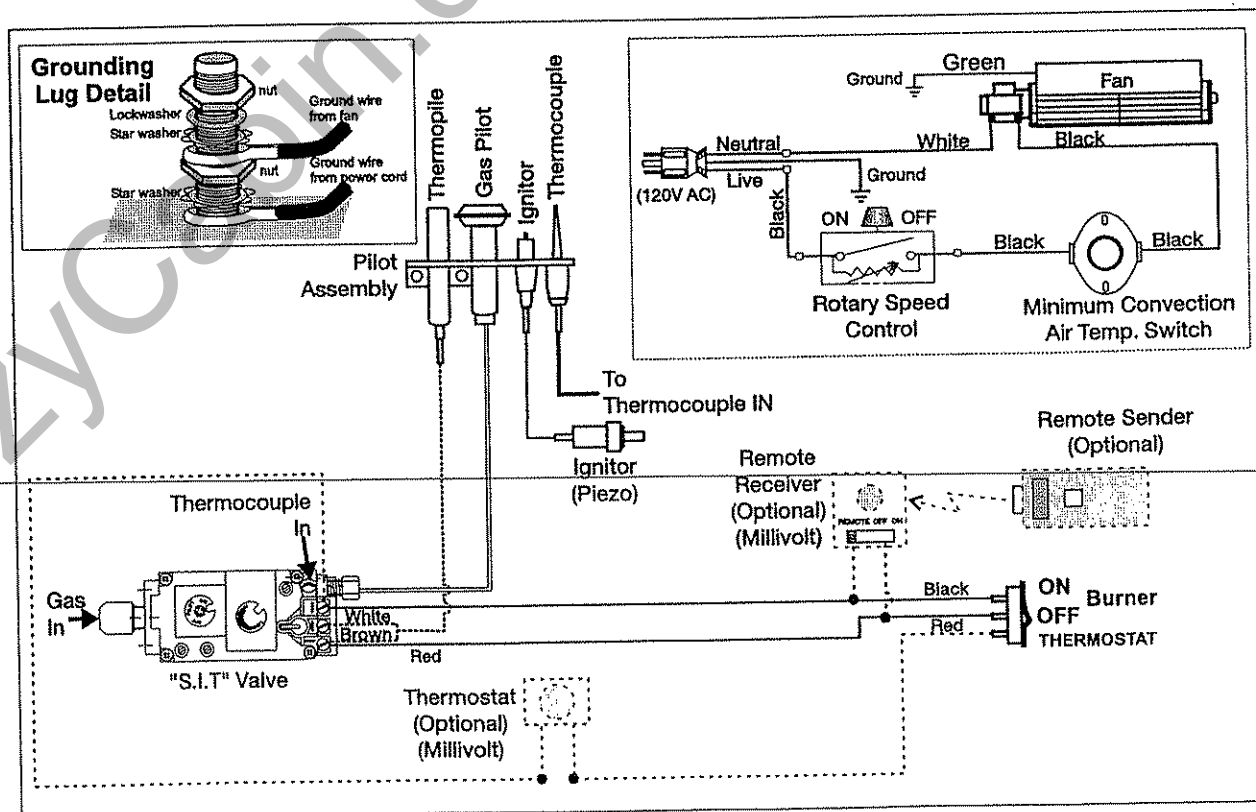 Grounding
Lug Detail
nut
Lockwasher
Star washer
Ground wire
from fan
nut
Ground wire
from power cord
Star washer
Thermopile
Gas Pilot
Ignitor
Thermocouple
Pilot
Assembly
To
Thermocouple IN
Ignitor
(Piezo)
Green
Ground
Fan
Neutral
White
Black
Live
(120V AC)
Ground
Black
ON
OFF
Black
Black
Rotary Speed
Control
Minimum Convection
Air Temp. Switch
Remote Sender
(Optional)
Remote
Receiver
(Optional)
(Millivolt)
REMOTE OFF ON
Thermocouple
In
Gas
In
White
Brown
Red
"S.I.T" Valve
Black
Red
ON
OFF
Burner
THERMOSTAT
Thermostat
(Optional)
(Millivolt)